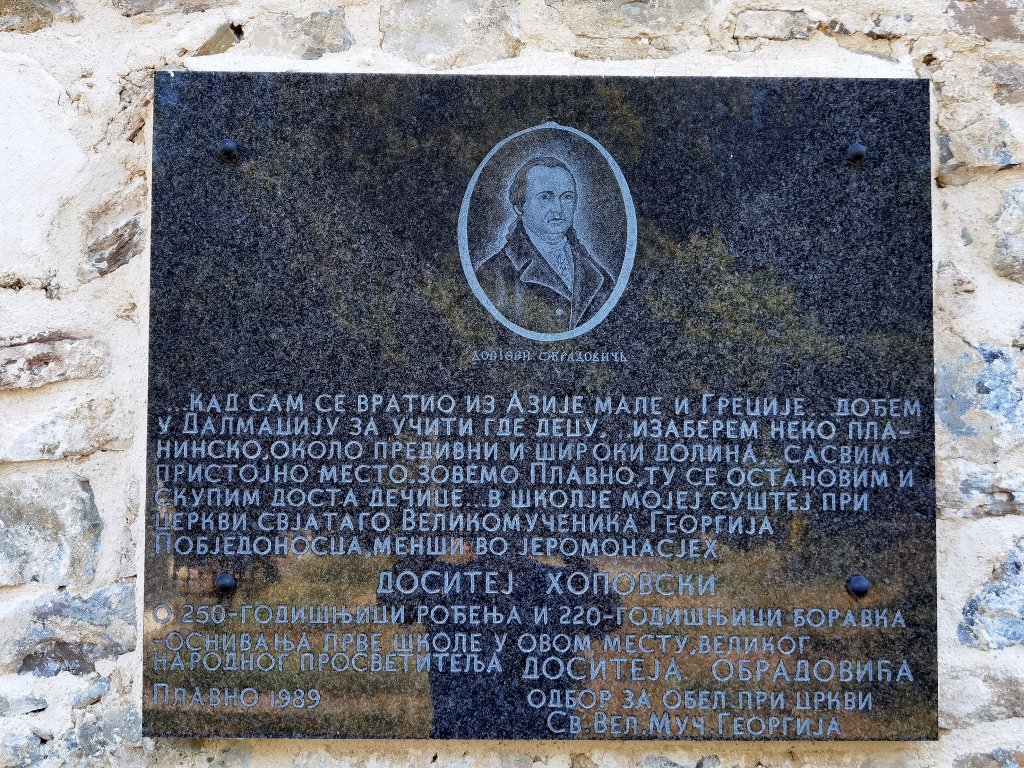 ДОСІѲЕЙ ОБРАДОВИЧЬ
...КАД САМ СЕ ВРАТИО ИЗ АЗИЈЕ МАЛЕ И ГРЕЦИЈЕ...ДОЂЕМ
У ДАЛМАЦИЈУ ЗА УЧИТИ ГДЕ ДЕЦУ, ИЗАБЕРЕМ НЕКО ПЛА-
НИНСКО,ОКОЛО ПРЕДИВНИ И ШИРОКИ ДОЛИНА...САСВИМ
ПРИСТОЈНО МЕСТО.ЗОВЕМО ПЛАВНО,ТУ СЕ ОСТАНОВИМ И
СКУПИМ ДОСТА ДЕЧИЦЕ...В ШКОЛЈЕ МОЈЕЈ СУШТЕЈ ПРИ
ЦЕРКВИ СВЈАТАГО ВЕЛИКОМУЧЕНИКА ГЕОРГИЈА
ПОБЈЕДОНОСЦА,МЕНШИ ВО ЈЕРОМОНАСЈЕХ
ДОСИТЕЈ ХОПОВСКИ
О 250-ГОДИШЊИЦИ РОЂЕЊА И 220-ГОДИШЊИЦИ БОРАВКА
-ОСНИВАЊА ПРВЕ ШКОЛЕ У ОВОМ МЕСТУ,ВЕЛИКОГ
НАРОДНОГ ПРОСВЕТИТЕЉА ДОСИТЕЈА ОБРАДОВИЋА
ПЛАВНО 1989 ОДБОР ЗА ОБЕЛ.ПРИ ЦРКВИ
СВ.ВЕЛ.МУЧ.ГЕОРГИЈА